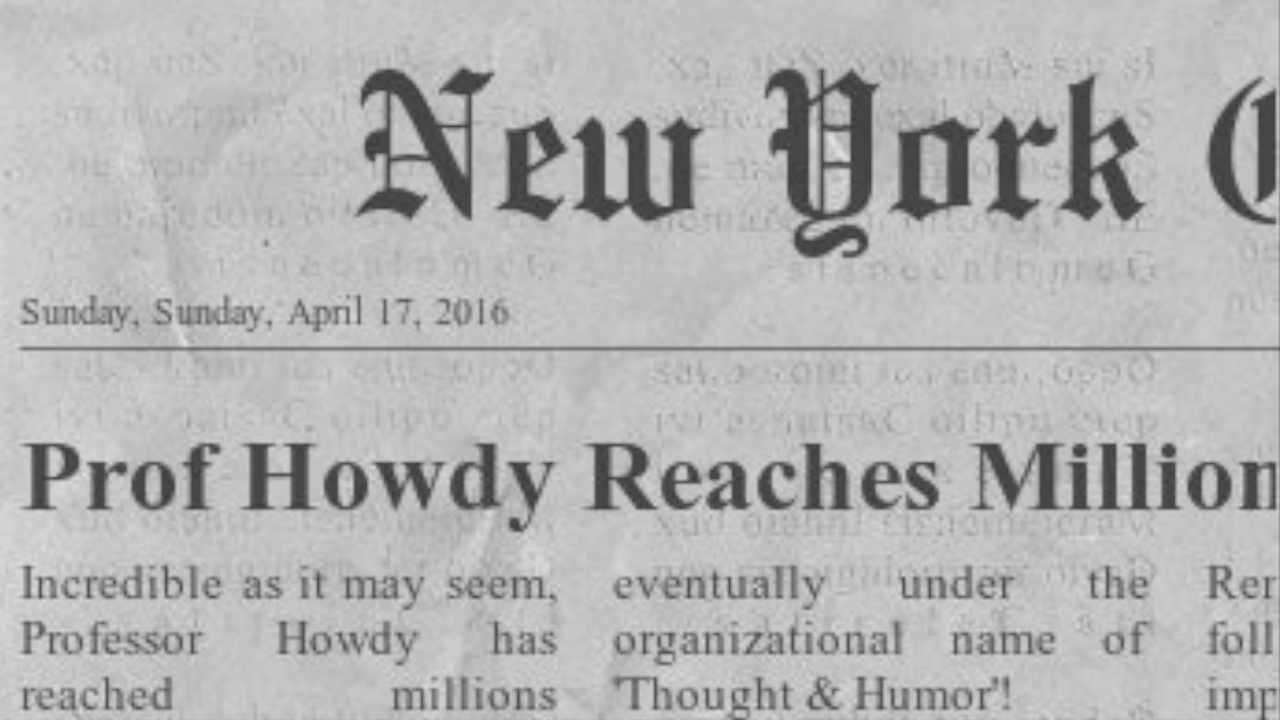 New York
Sunday, Sunday, April 17, 2016
Prof Howdy Reaches Million
Incredible as it may seem,
Professor Howdy has
reached millions
eventually under the
organizational name of
'Thought & Humor'!